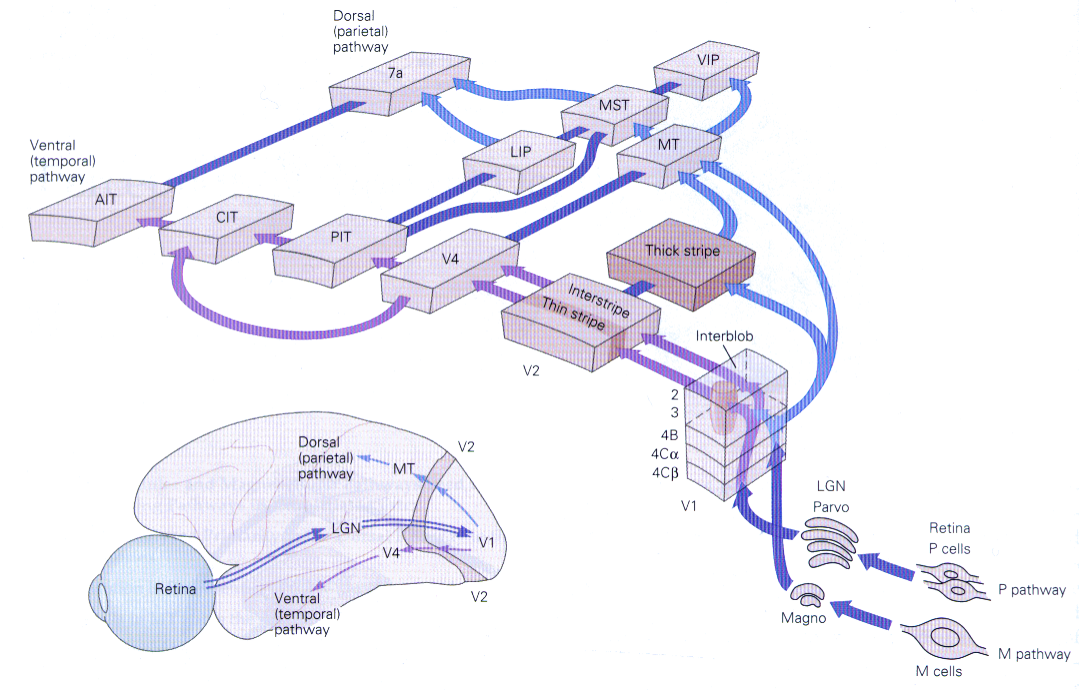 Dorsal
(parietal)
pathway
7a
VIP
MST
MT
LIP
Ventral
(temporal)
pathway
AIT
CIT
PIT
V4
Thick stripe
Interstripe
Thin stripe
V2
Interblob
2
3
4B
4Cα
4Cβ
V1
LGN
Parvo
Retina
P cells
P pathway
Magno
M pathway
M cells
Dorsal
(parietal)
pathway
MT
V2
LGN
V1
V4
Retina
Ventral
(temporal)
pathway
V2